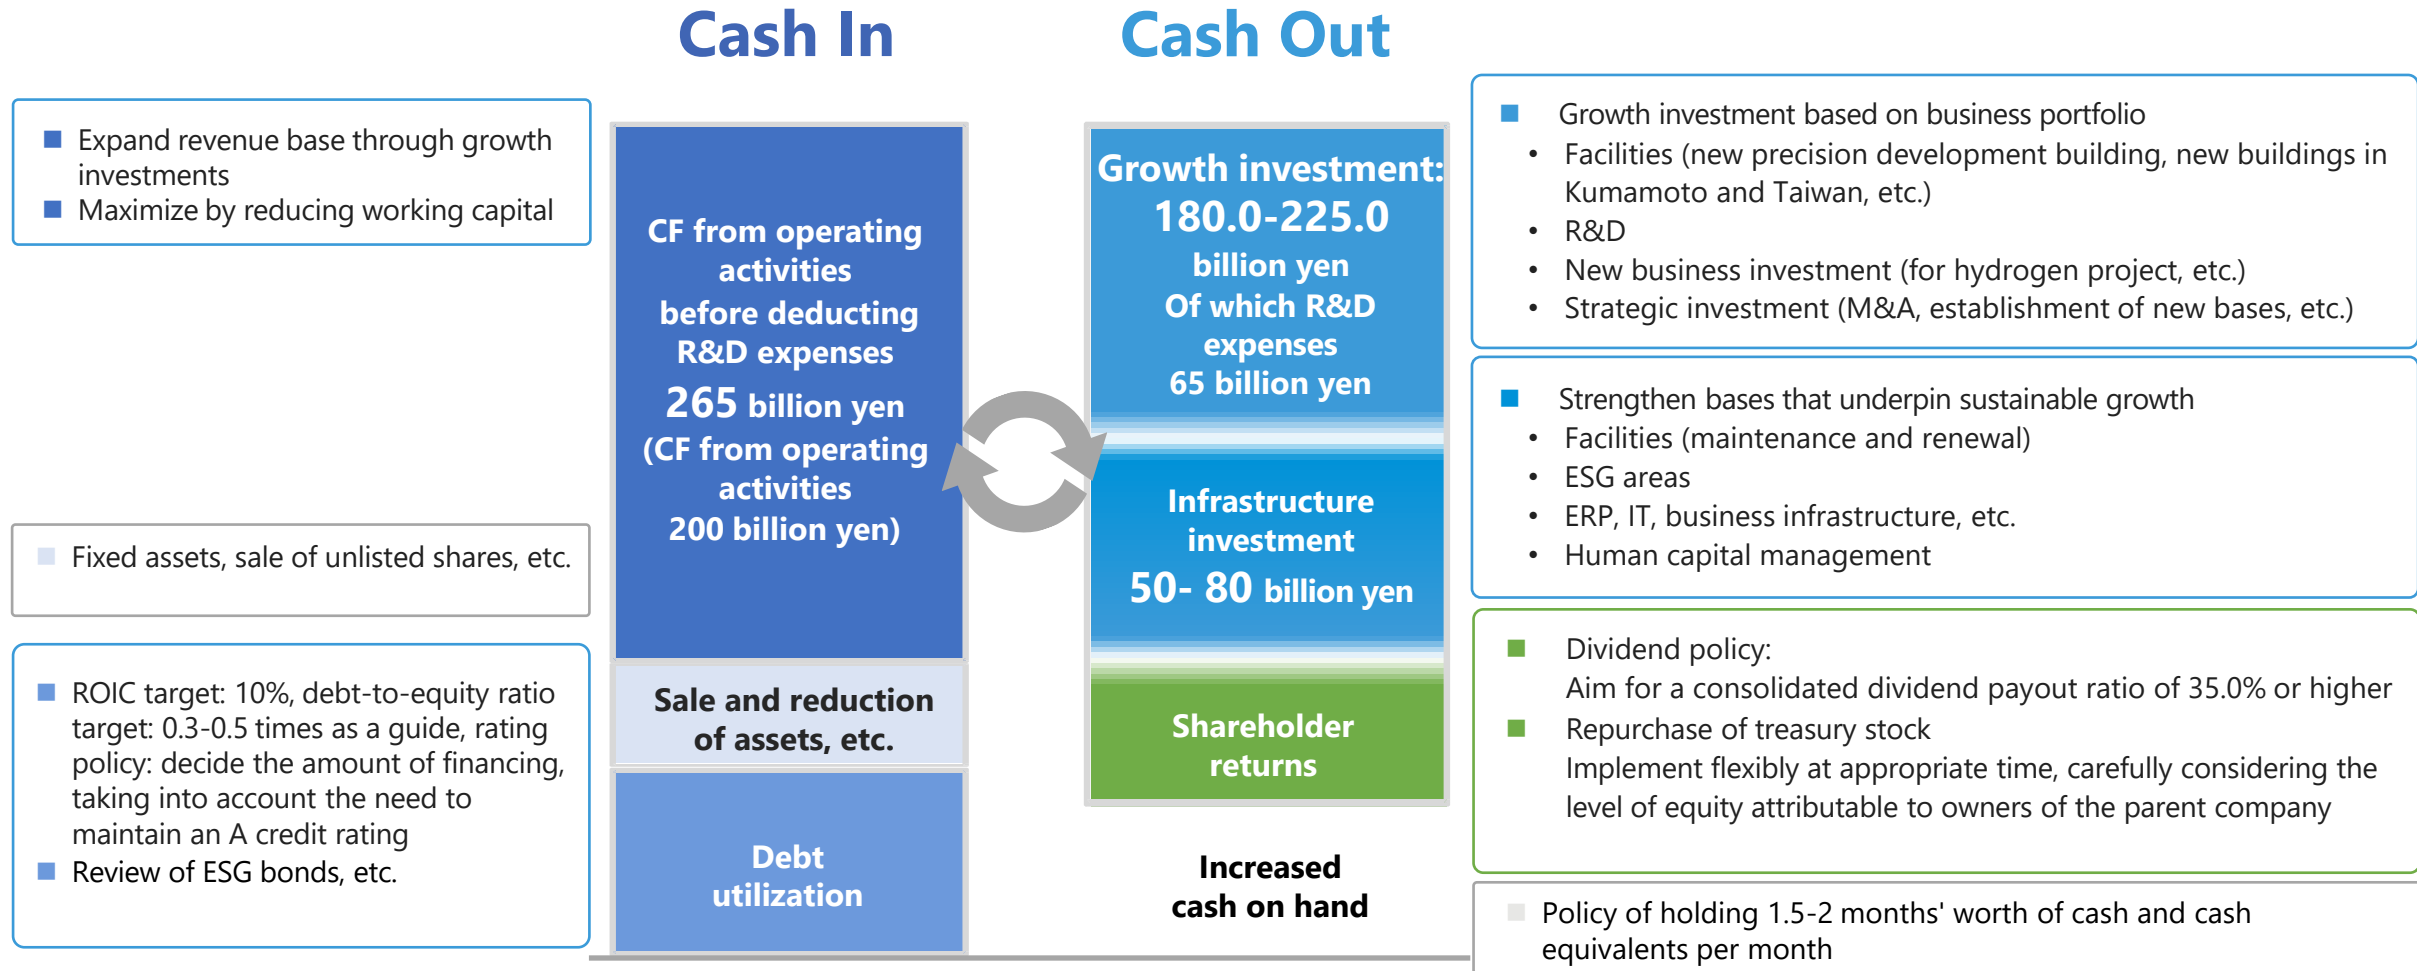 Cash In
Cash Out
Expand revenue base through growth
investments
Maximize by reducing working capital
Fixed assets, sale of unlisted shares, etc.
ROIC target: 10%, debt-to-equity ratio
target: 0.3-0.5 times as a guide, rating
policy: decide the amount of financing,
taking into account the need to
maintain an A credit rating
Review of ESG bonds, etc.
CF from operating
activities
before deducting
R&D expenses
265 billion yen
(CF from operating
activities
200 billion yen)
Sale and reduction
of assets, etc.
Debt
utilization
Growth investment:
180.0-225.0
billion yen
Of which R&D
expenses
65 billion yen
Infrastructure
investment
50- 80 billion yen
Shareholder
returns
Increased
cash on hand
Growth investment based on business portfolio
• Facilities (new precision development building, new buildings in
Kumamoto and Taiwan, etc.)
• R&D
• New business investment (for hydrogen project, etc.)
• Strategic investment (M&A, establishment of new bases, etc.)
Strengthen bases that underpin sustainable growth
• Facilities (maintenance and renewal)
• ESG areas
• ERP, IT, business infrastructure, etc.
• Human capital management
Dividend policy:
Aim for a consolidated dividend payout ratio of 35.0% or higher
Repurchase of treasury stock
Implement flexibly at appropriate time, carefully considering the
level of equity attributable to owners of the parent company
Policy of holding 1.5-2 months' worth of cash and cash
equivalents per month